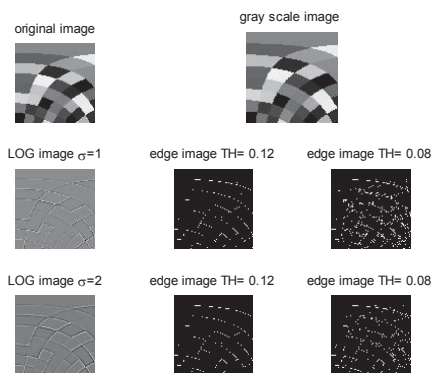 original image
gray scale image
LOG image σ=1
edge image TH= 0.12
edge image TH= 0.08
LOG image σ=2
edge image TH= 0.12
edge image TH= 0.08